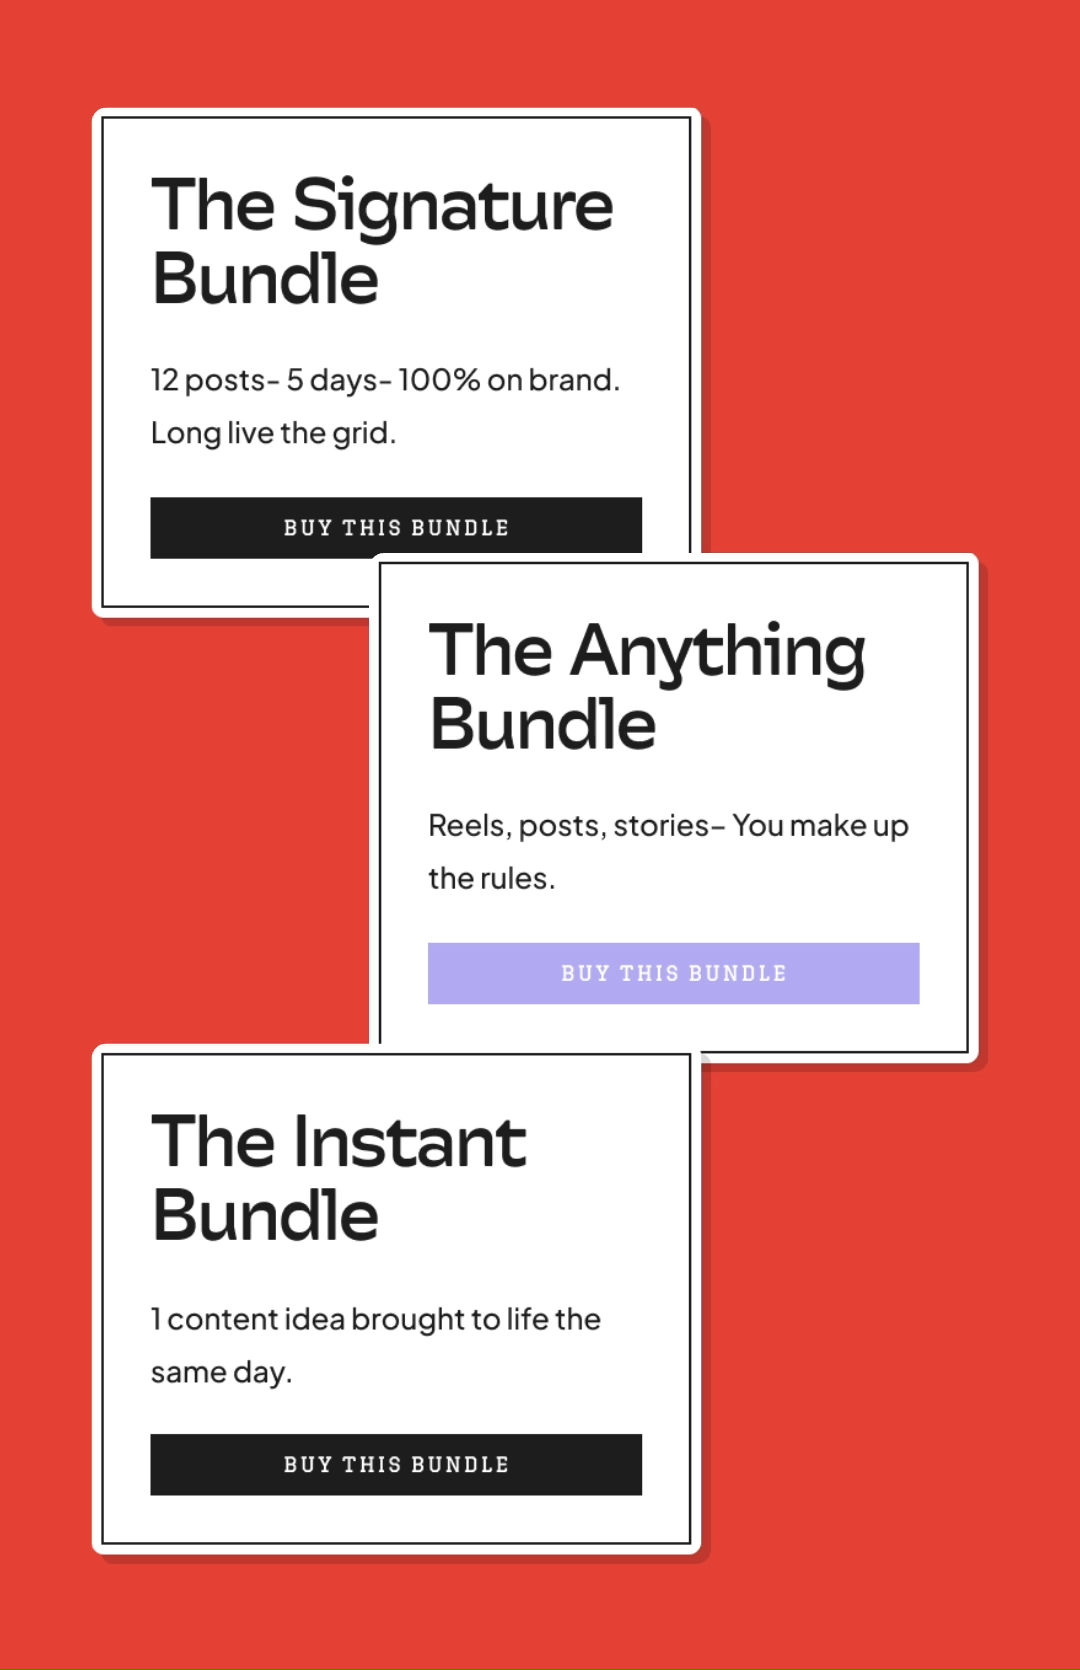 The Signature
Bundle
12 posts- 5 days- 100% on brand.
Long live the grid.
BUY THIS BUNDLE
The Anything
Bundle
Reels, posts, stories– You make up
the rules.
BUY THIS BUNDLE
The Instant
Bundle
1 content idea brought to life the
same day.
BUY THIS BUNDLE